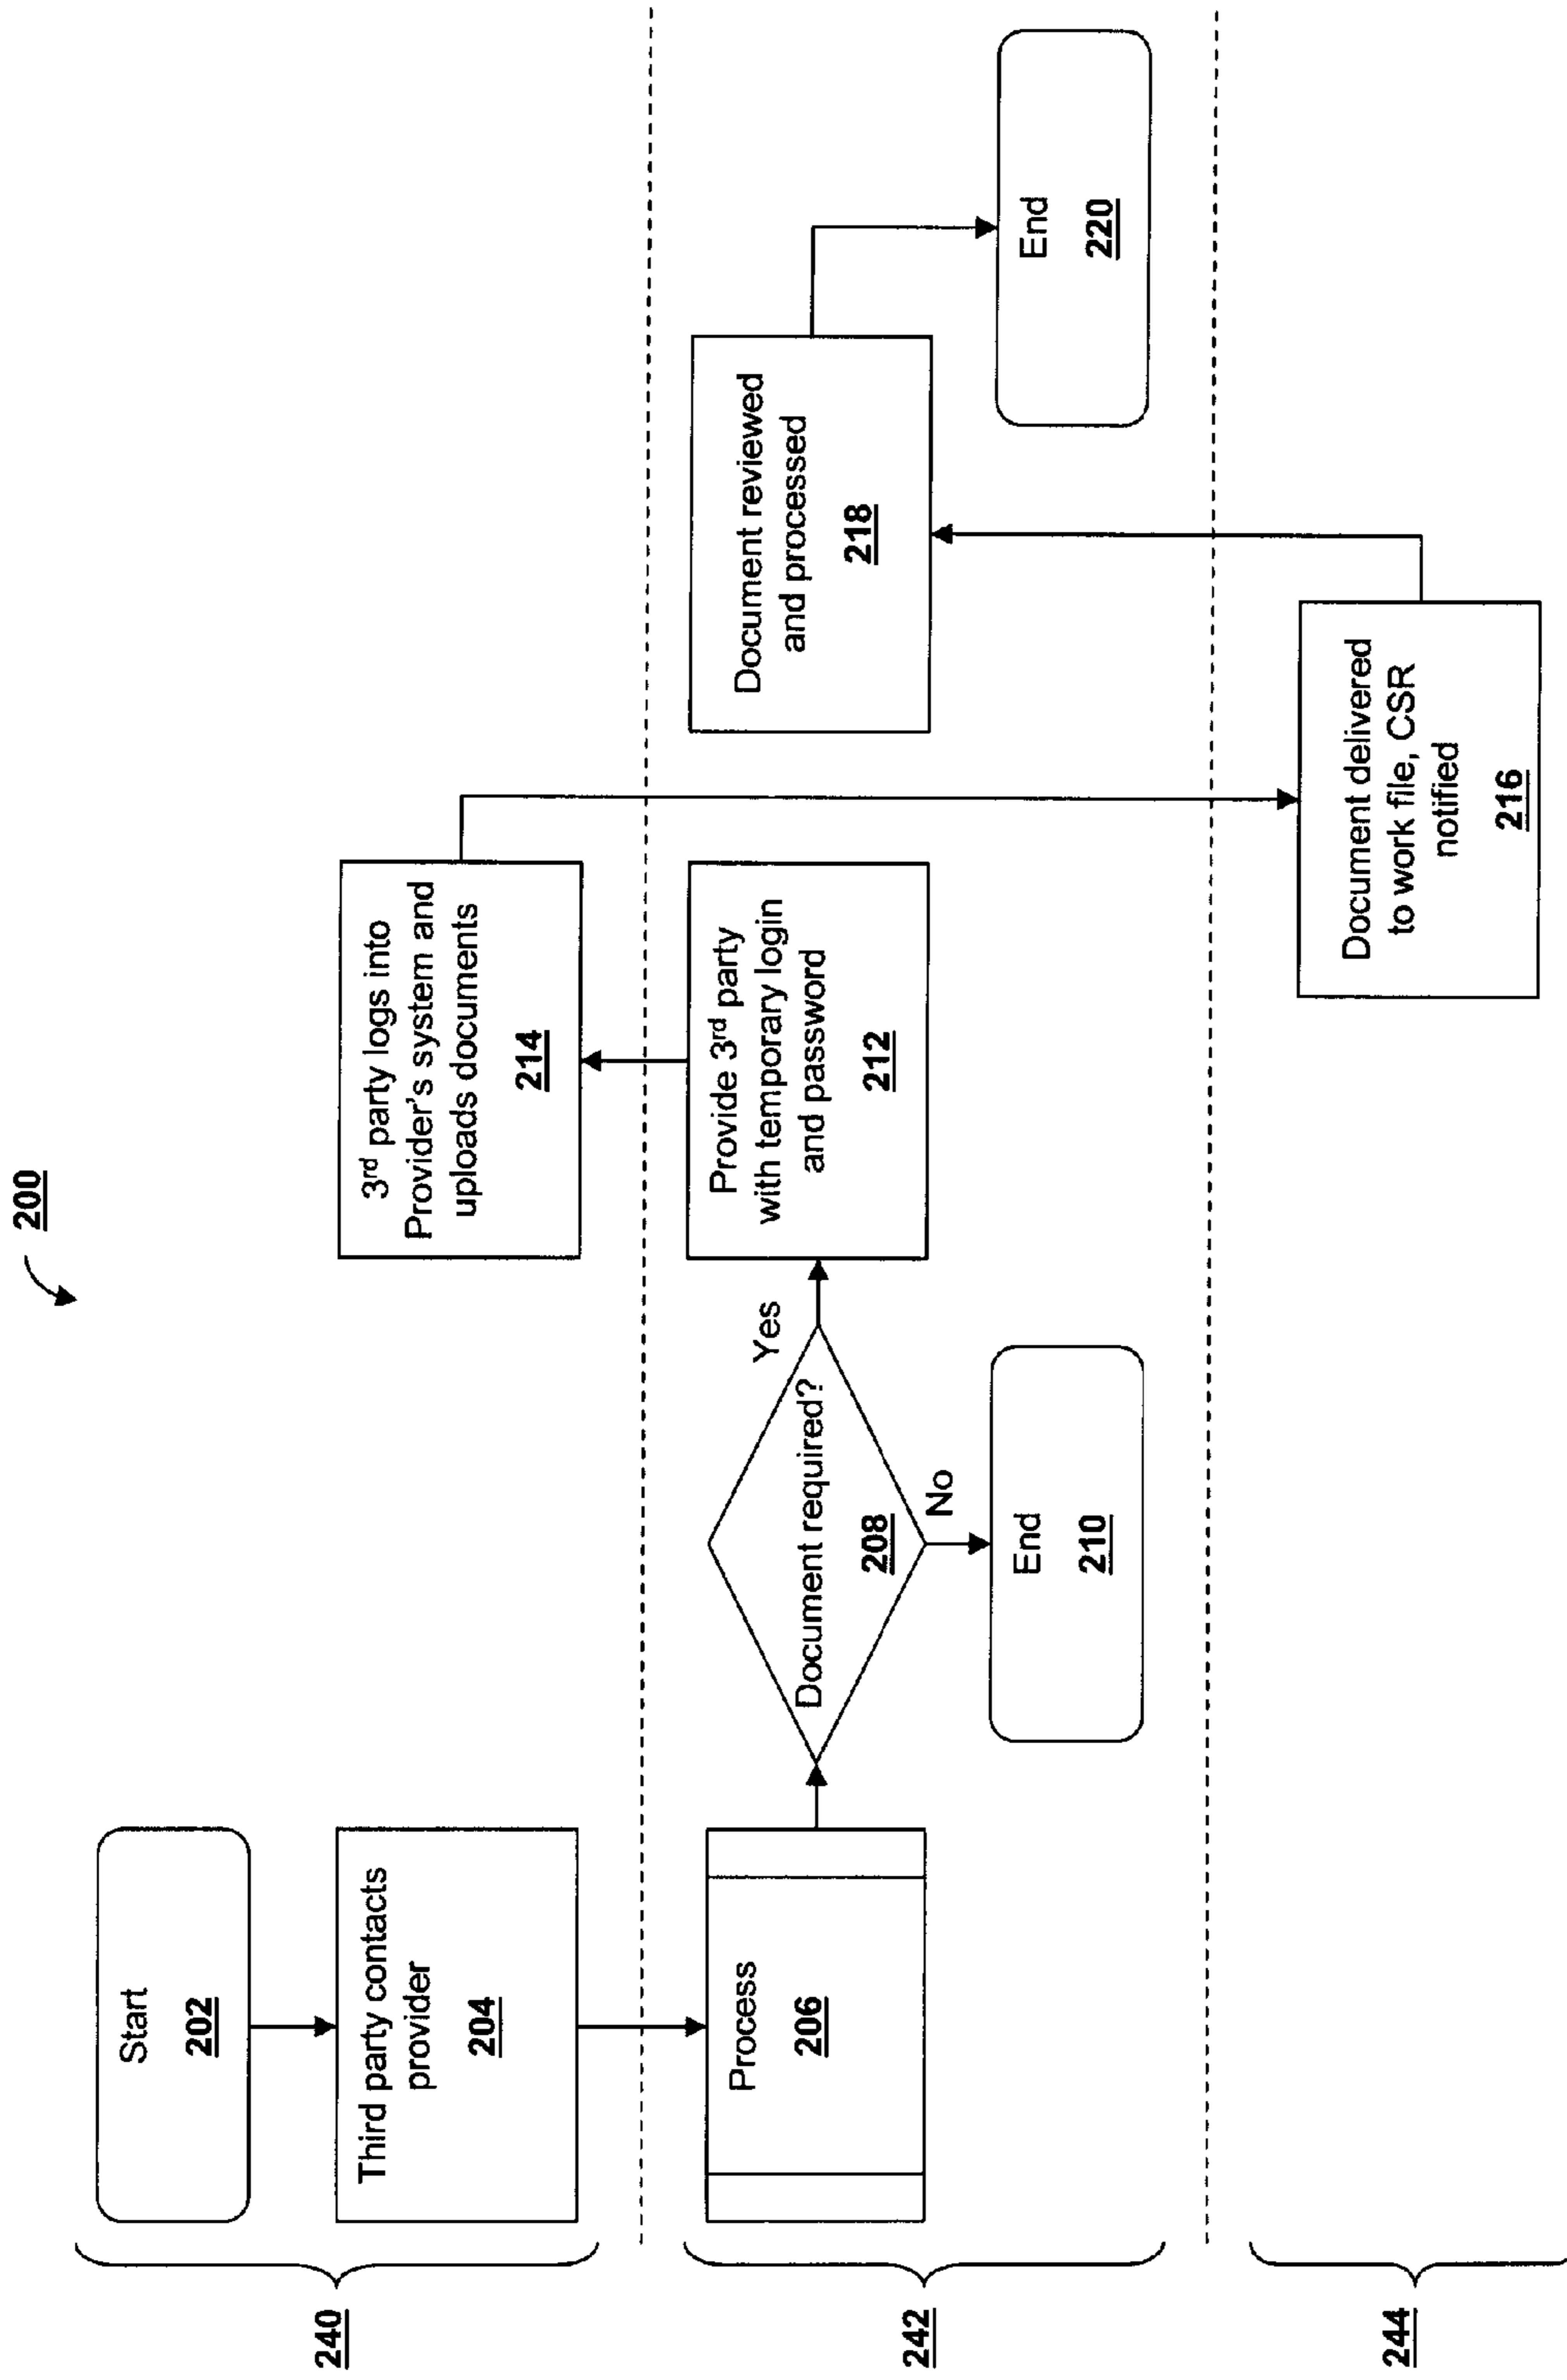 200
240
Start
202
Third party contacts
provider
204
3rd party logs into
Provider's system and
uploads documents
214
242
Process
206
Document required?
208
Yes
No
End
210
Provide 3rd party
with temporary login
and password
212
Document reviewed
and processed
218
End
220
244
Document delivered
to work file, CSR
notified
216